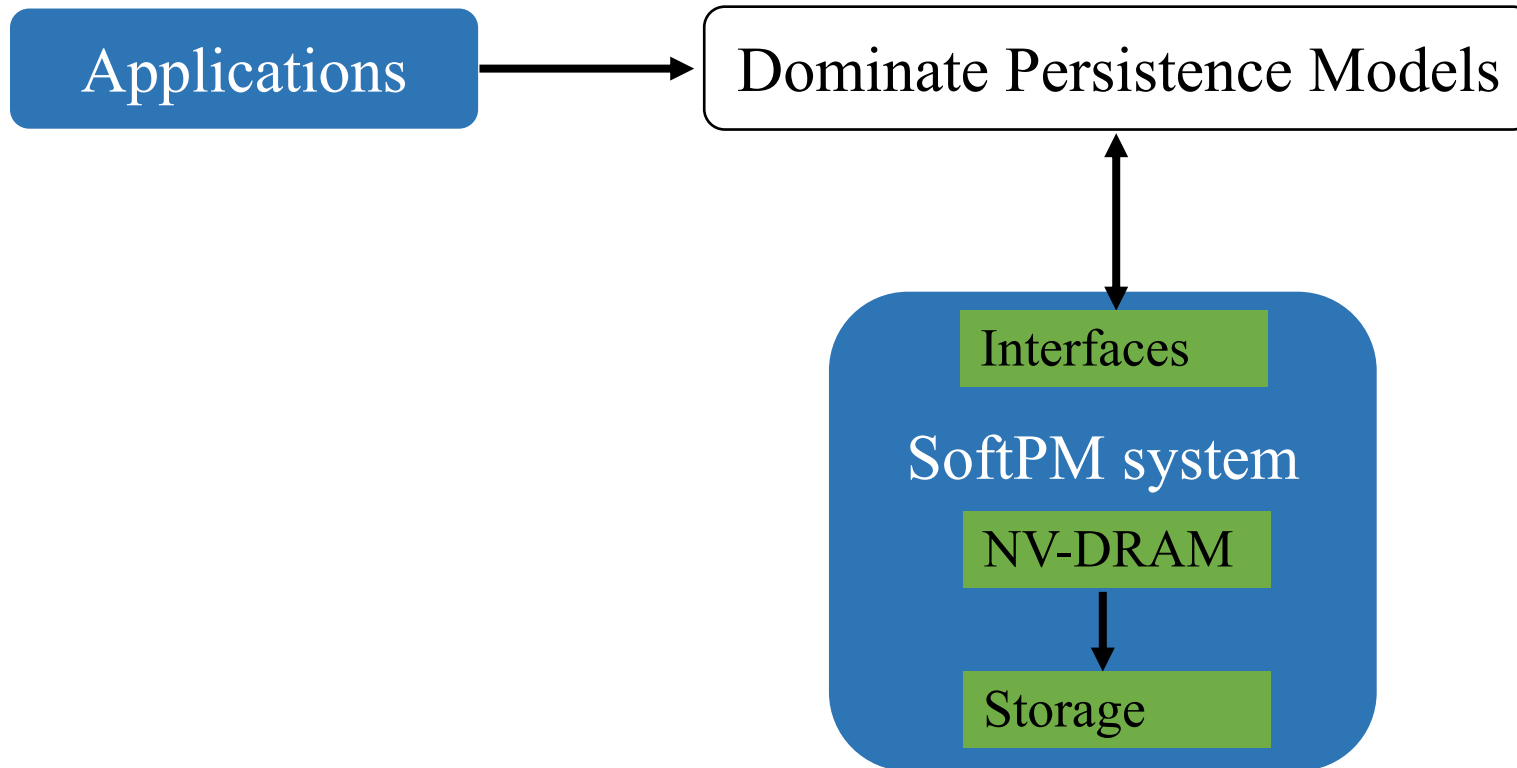 Applications
Dominate Persistence Models
Interfaces
SoftPM system
NV-DRAM
Storage